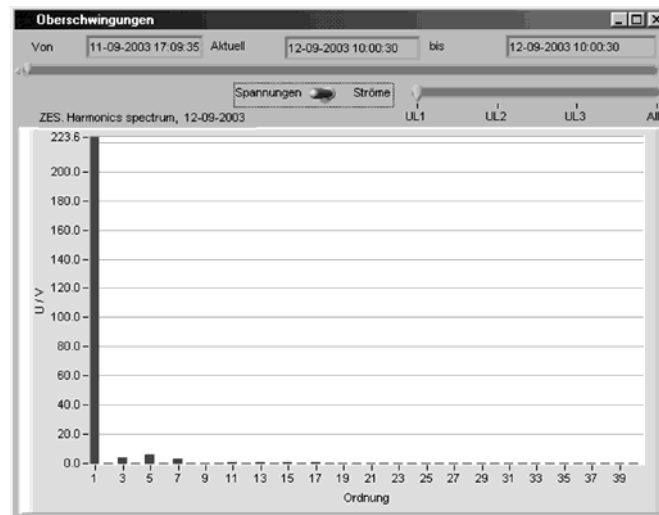 Oberschwingungen
Von 11-09-2003 17:09:35 Aktuell 12-09-2003 10:00:30 bis 12-09-2003 10:00:30
Spannungen Ströme
UL1 UL2 UL3 All
ZES. Harmonics spectrum, 12-09-2003
223.6
200.0
180.0
160.0
140.0
120.0
100.0
80.0
60.0
40.0
20.0
0.0
U / V
1 3 5 7 9 11 13 15 17 19 21 23 25 27 29 31 33 35 37 39
Ordnung